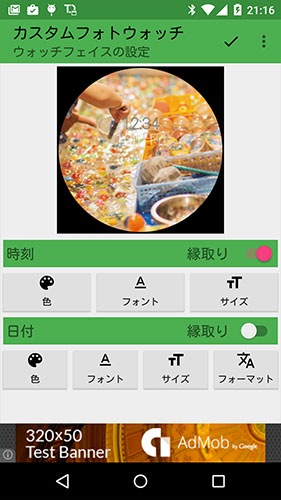 21:16
カスタムフォトウォッチ
ウォッチフェイスの設定
12:34
時刻
縁取り
色
フォント
サイズ
日付
縁取り
色
フォント
サイズ
フォーマット
320x50
Test Banner
AdMob by Google